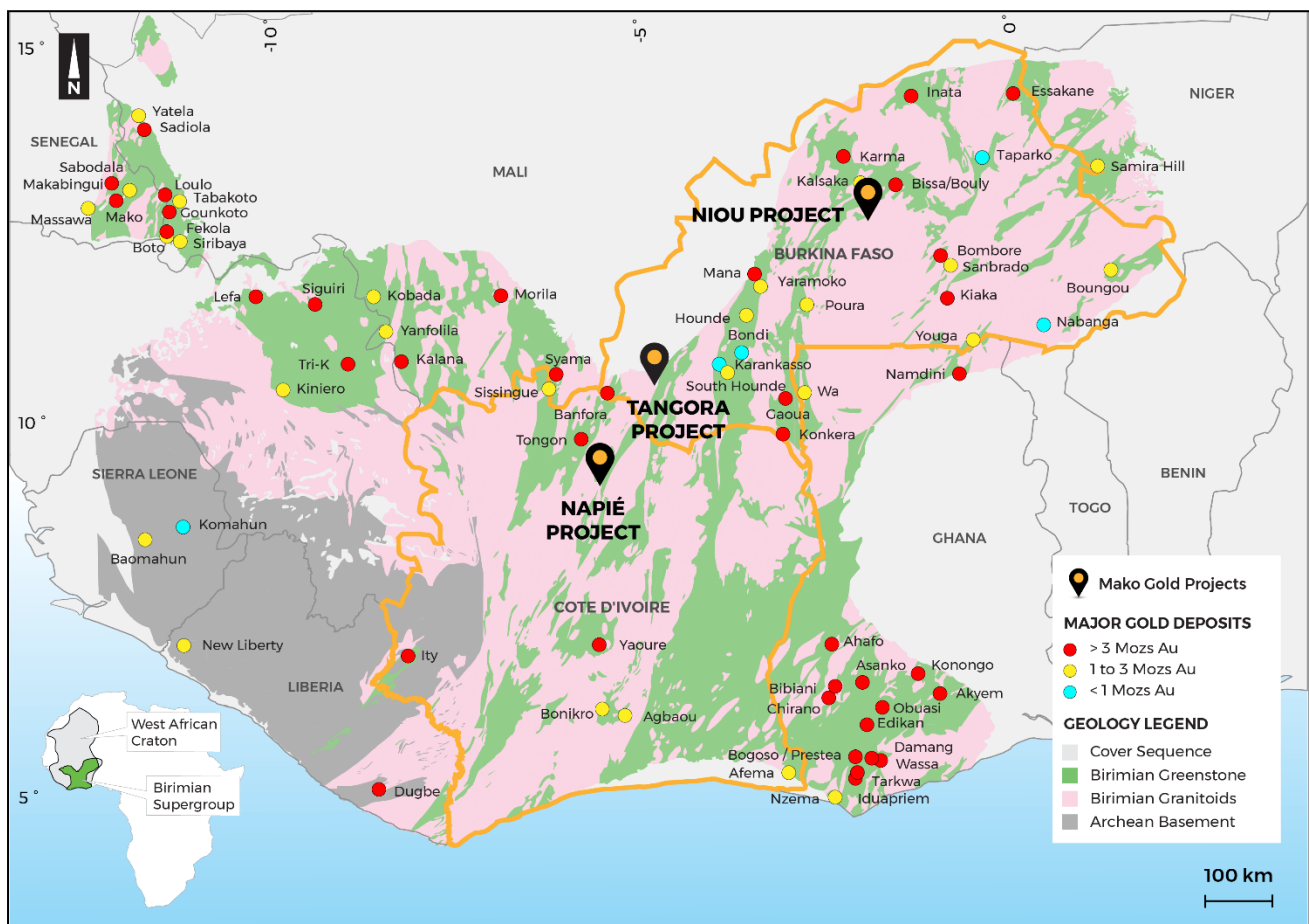 -10°
-5°
0°
15°
N
Yatela
Sadiola
SENEGAL
Sabodala
Makabingui
Massawa
Mako
Loulo
Tabakoto
Gounkoto
Fekola
Boto
Siribaya
MALI
NIGER
Inata
Essakane
Karma
Taparko
Samira Hill
Kalsaka
Bissa/Bouly
NIOU PROJECT
BURKINA FASO
Bombore
Sanbrado
Boungou
Kiaka
Mana
Yaramoko
Poura
Hounde
Bondi
Nabanga
Youga
Karankasso
South Hounde
Namdini
Lefa
Siguiri
Kobada
Morila
Yanfolila
Tri-K
Kalana
Syama
Kiniero
Sissingue
Banfora
TANGORA
PROJECT
Wa
Gaoua
Konkera
10°
Tongon
NAPIÉ
PROJECT
SIERRA LEONE
Komahun
Baomahun
BENIN
TOGO
GHANA
COTE D'IVOIRE
New Liberty
Ity
Yaoure
LIBERIA
Bonikro
Agbaou
Ahafo
Asanko
Konongo
Bibiani
Akyem
Chirano
Obuasi
Edikan
Bogoso / Prestea
Damang
Wassa
Afema
Tarkwa
Nzema
Iduapriem
Dugbe
5°
West African
Craton
Birimian
Supergroup
Mako Gold Projects
MAJOR GOLD DEPOSITS
> 3 Mozs Au
1 to 3 Mozs Au
< 1 Mozs Au
GEOLOGY LEGEND
Cover Sequence
Birimian Greenstone
Birimian Granitoids
Archean Basement
100 km